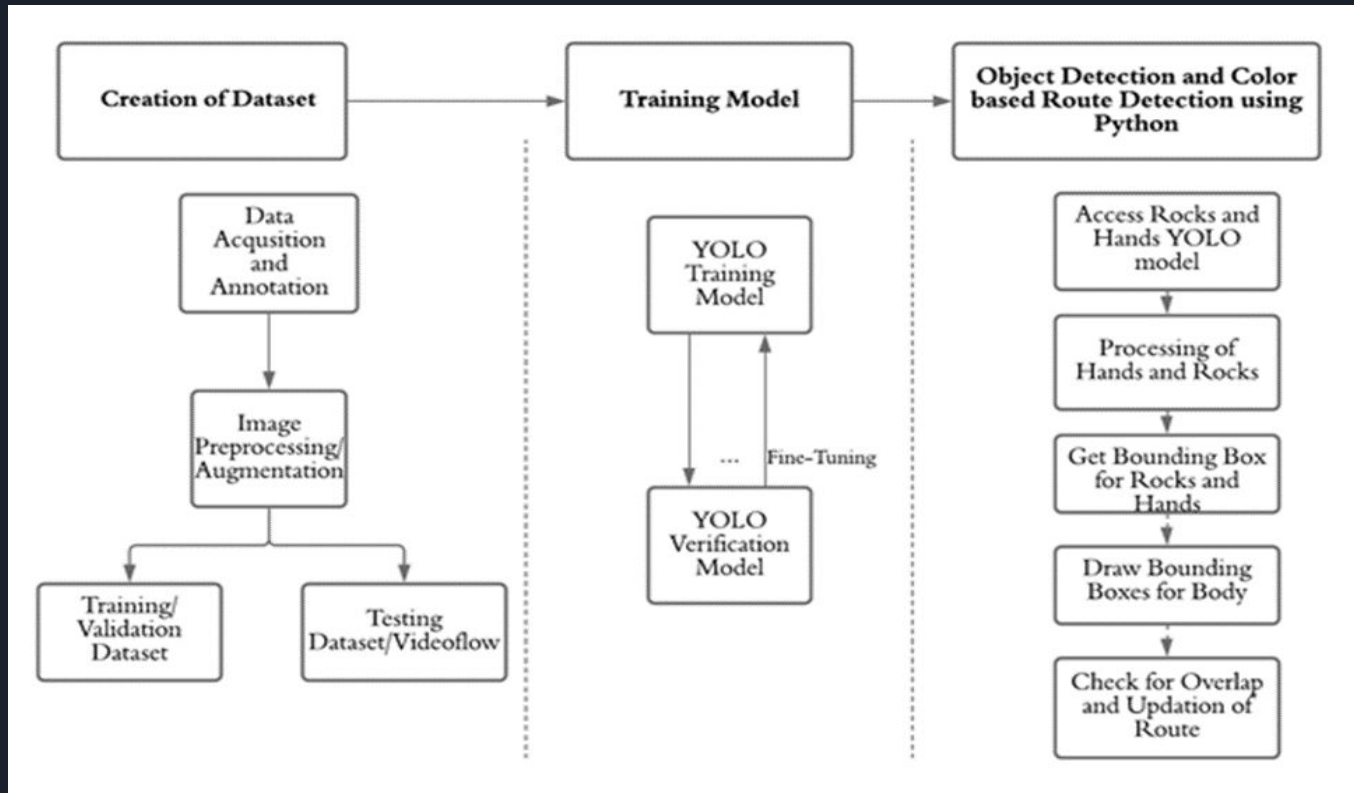 Creation of Dataset
Training Model
Object Detection and Color
based Route Detection using
Python
Data
Acqusition
and
Annotation
Image
Preprocessing/
Augmentation
Training/
Validation
Dataset
Testing
Dataset/Videoflow
YOLO
Training
Model
... Fine-Tuning
YOLO
Verification
Model
Access Rocks and
Hands YOLO
model
Processing of
Hands and Rocks
Get Bounding Box
for Rocks and
Hands
Draw Bounding
Boxes for Body
Check for Overlap
and Updation of
Route